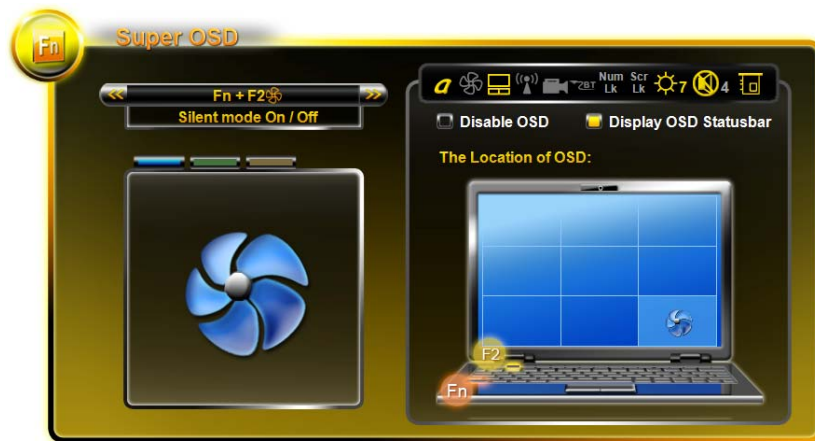 Fn
Super OSD
Fn + F2
Silent mode On / Off
a
Num Lk
Scr Lk
7
4
Disable OSD
Display OSD Statusbar
The Location of OSD:
F2
Fn